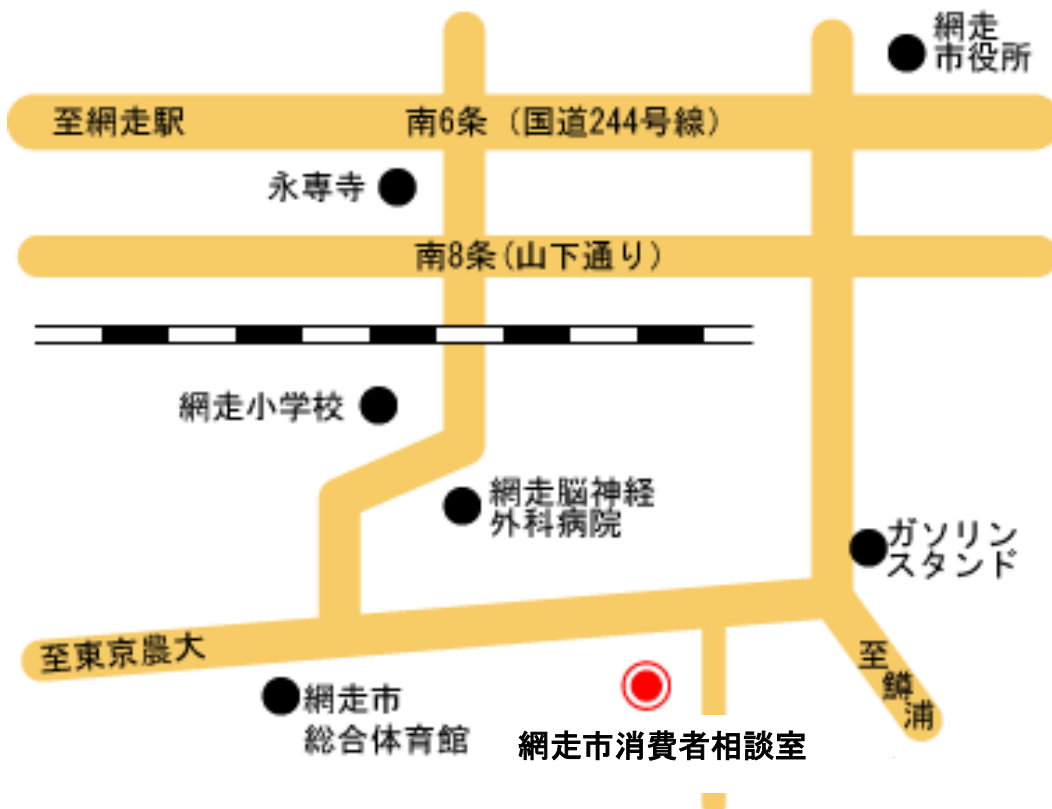 網走
市役所
至網走駅
南6条（国道244号線）
永専寺
南8条(山下通り)
網走小学校
網走脳神経
外科病院
ガソリン
スタンド
至東京農大
至鱒浦
網走市
総合体育館
網走市消費者相談室